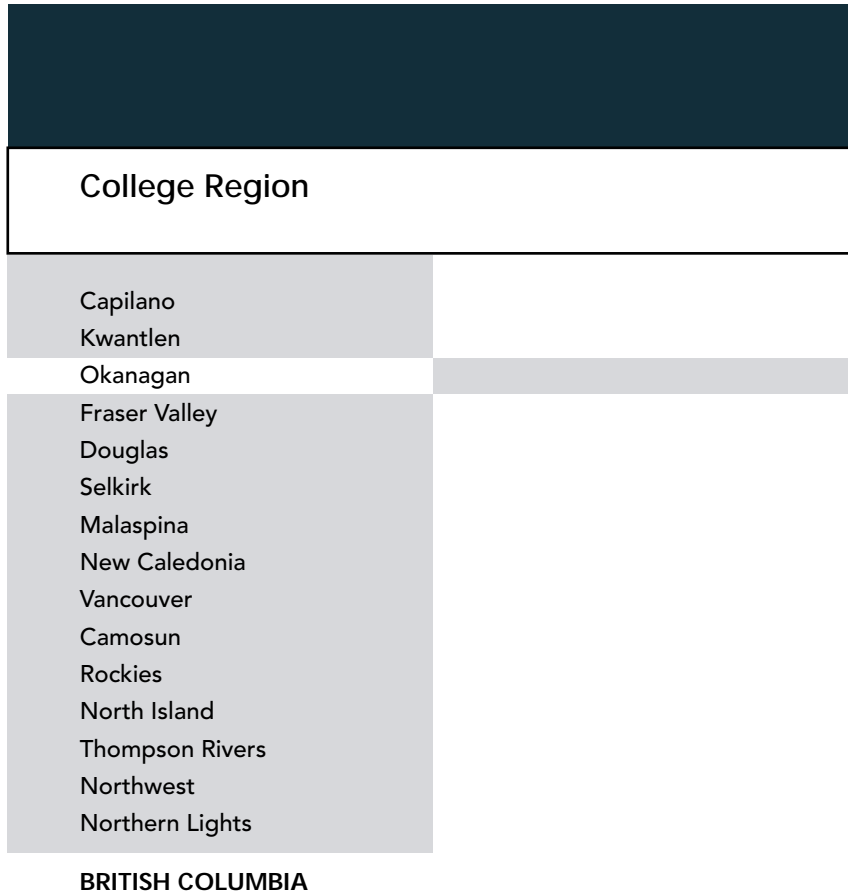 College Region
Capilano
Kwantlen
Okanagan
Fraser Valley
Douglas
Selkirk
Malaspina
New Caledonia
Vancouver
Camosun
Rockies
North Island
Thompson Rivers
Northwest
Northern Lights
BRITISH COLUMBIA